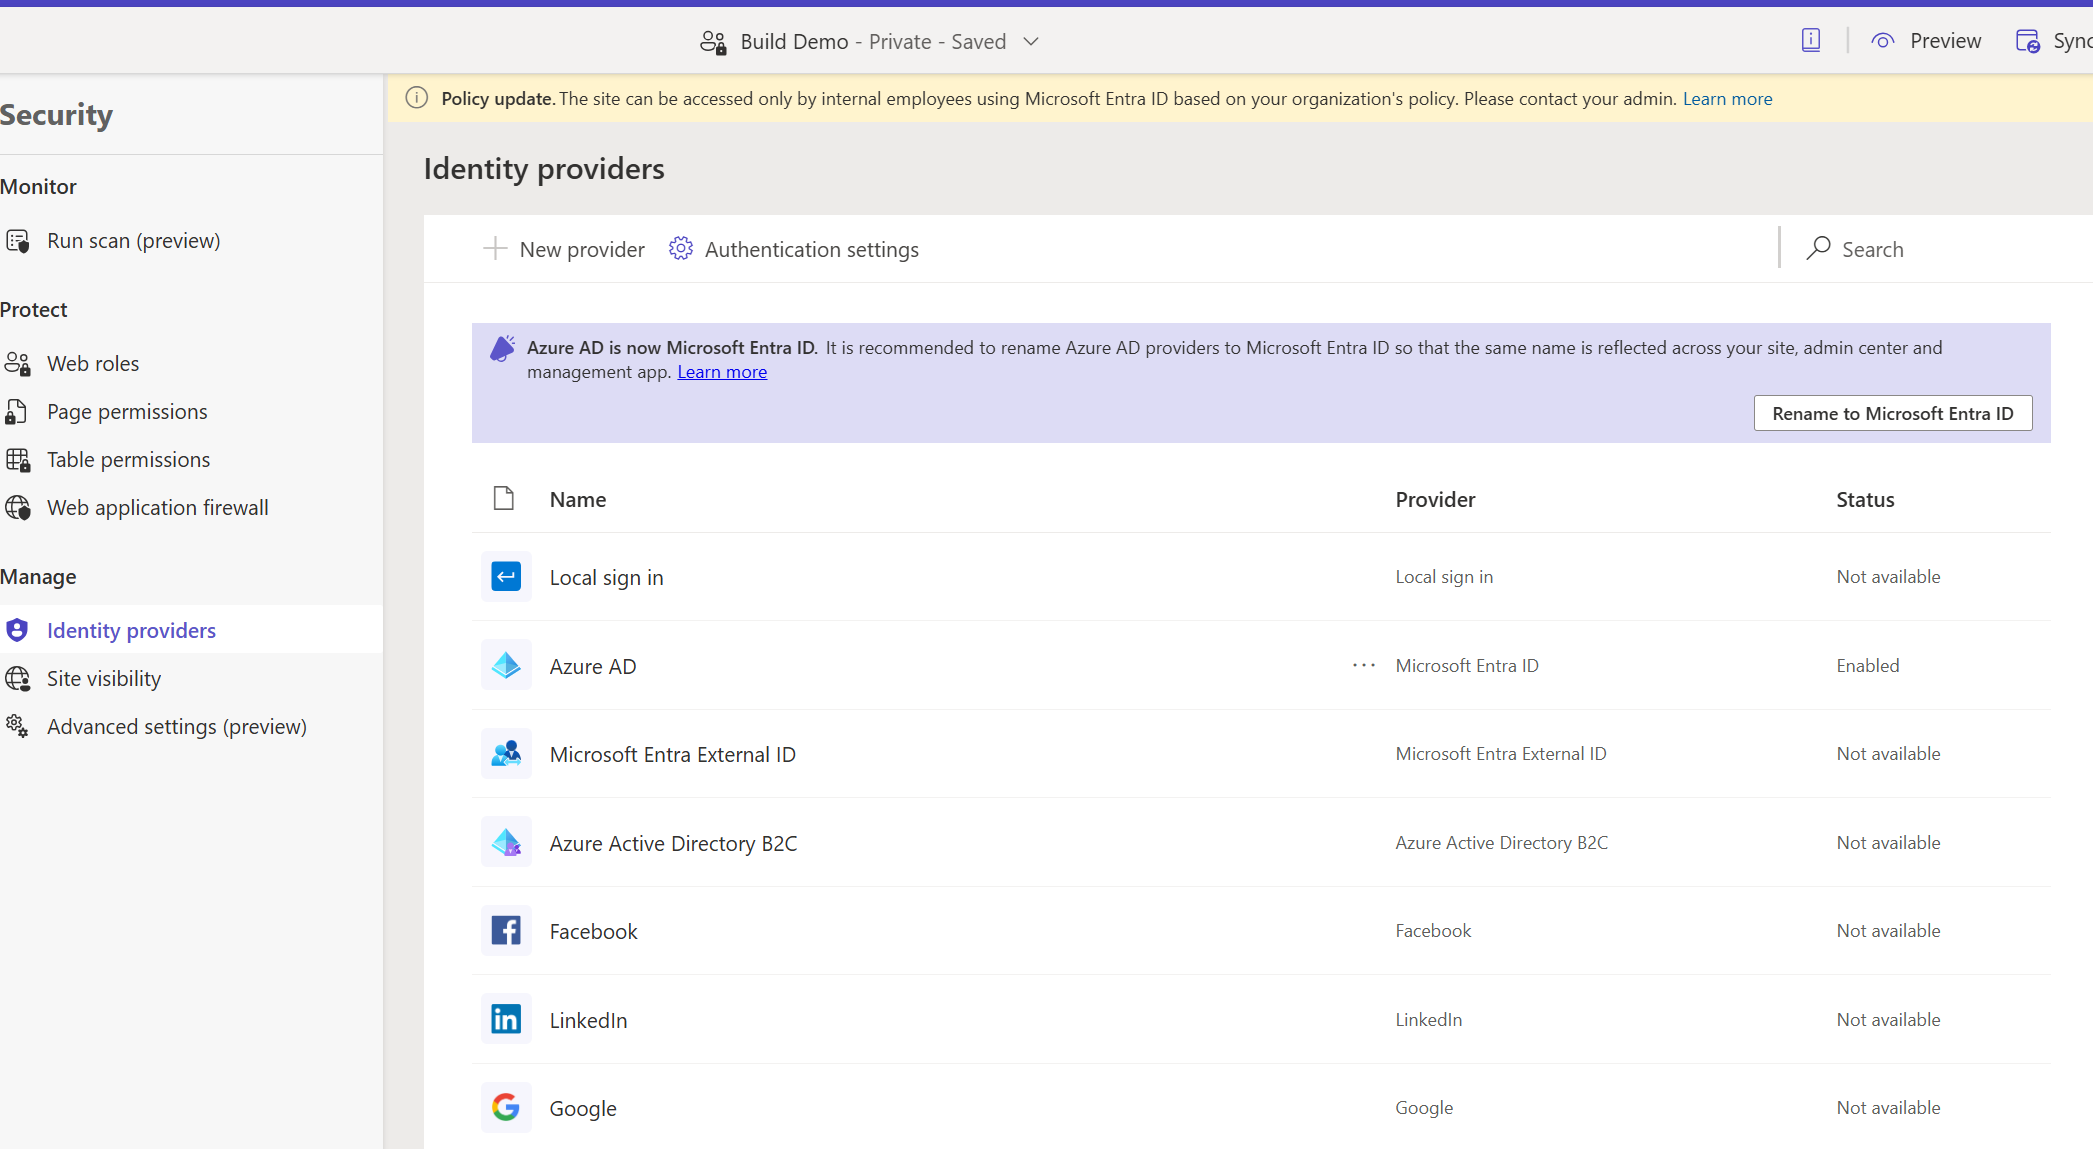 Build Demo - Private - Saved
Preview
Sync
Security
Monitor
Run scan (preview)
Protect
Web roles
Page permissions
Table permissions
Web application firewall
Manage
Identity providers
Site visibility
Advanced settings (preview)
Policy update. The site can be accessed only by internal employees using Microsoft Entra ID based on your organization's policy. Please contact your admin. Learn more
Identity providers
New provider
Authentication settings
Search
Azure AD is now Microsoft Entra ID. It is recommended to rename Azure AD providers to Microsoft Entra ID so that the same name is reflected across your site, admin center and
management app. Learn more
Rename to Microsoft Entra ID
Name Provider Status
Local sign in Local sign in Not available
Azure AD ··· Microsoft Entra ID Enabled
Microsoft Entra External ID Microsoft Entra External ID Not available
Azure Active Directory B2C Azure Active Directory B2C Not available
Facebook Facebook Not available
LinkedIn LinkedIn Not available
Google Google Not available